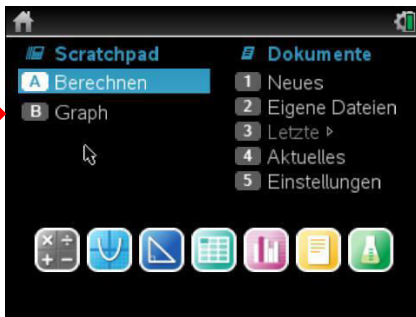 Scratchpad
A Berechnen
B Graph
Dokumente
1 Neues
2 Eigene Dateien
3 Letzte ▸
4 Aktuelles
5 Einstellungen